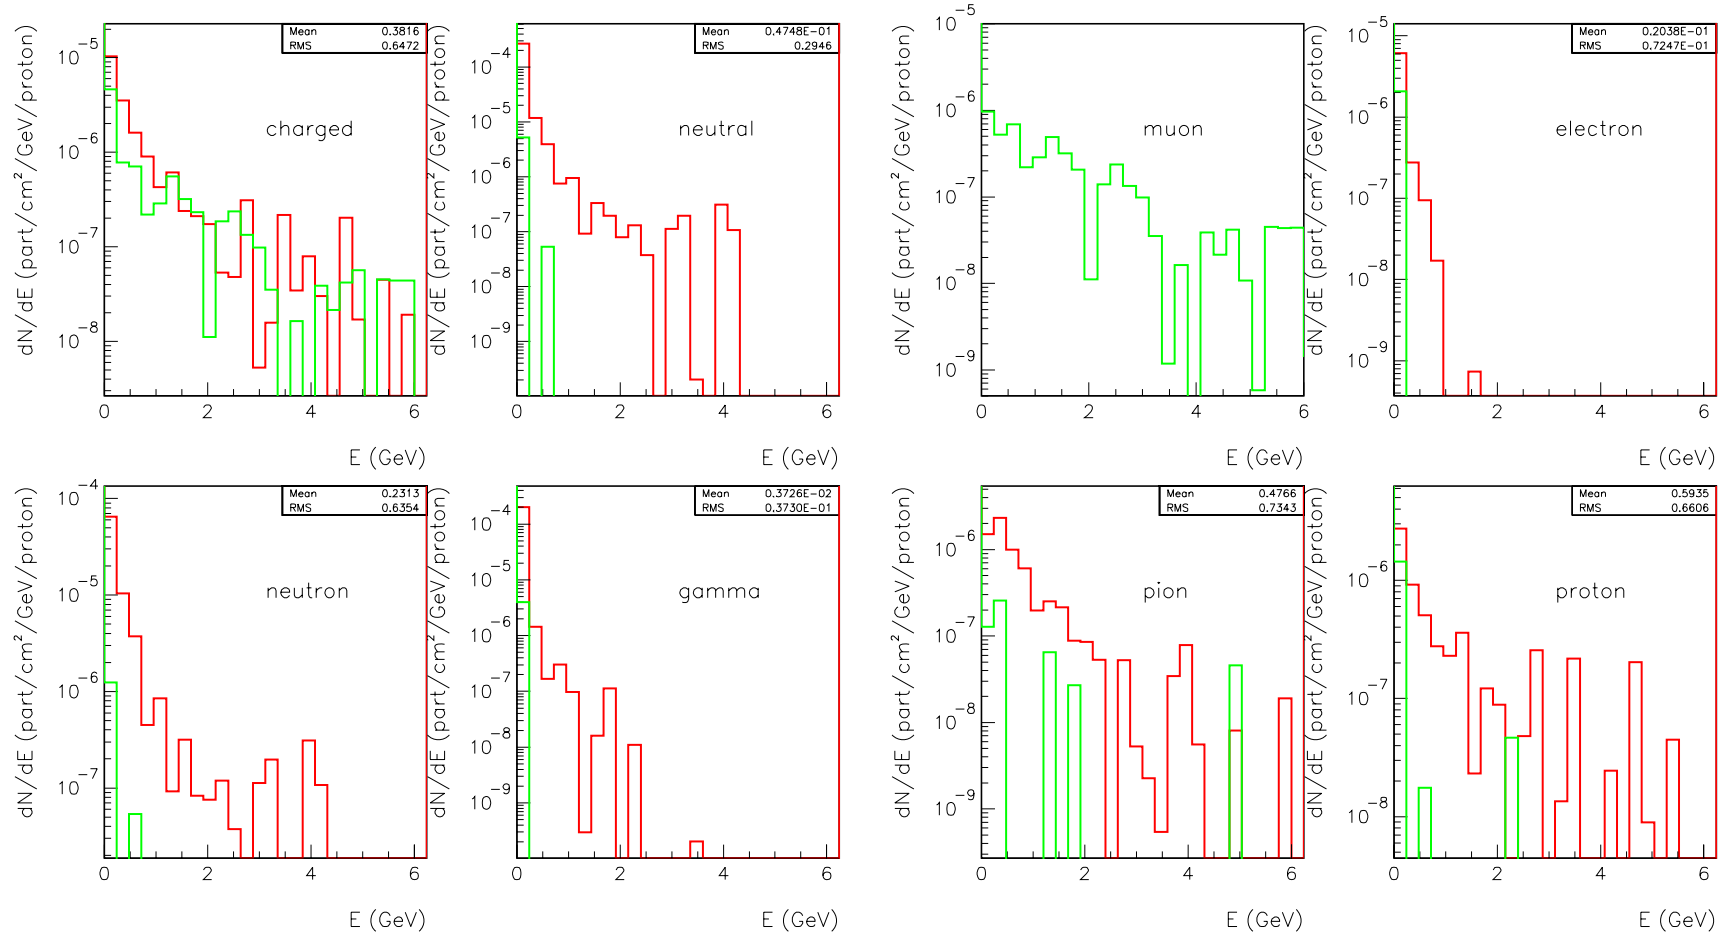 Mean 0.3816
RMS 0.6472
charged
10⁻⁵
10⁻⁶
10⁻⁷
10⁻⁸
0 2 4 6
dN/dE (part/cm²/GeV/proton)
E (GeV)
Mean 0.4748E-01
RMS 0.2946
neutral
10⁻⁴
10⁻⁵
10⁻⁶
10⁻⁷
10⁻⁸
10⁻⁹
0 2 4 6
dN/dE (part/cm²/GeV/proton)
E (GeV)
muon
10⁻⁵
10⁻⁶
10⁻⁷
10⁻⁸
10⁻⁹
0 2 4 6
dN/dE (part/cm²/GeV/proton)
E (GeV)
Mean 0.2038E-01
RMS 0.7247E-01
electron
10⁻⁵
10⁻⁶
10⁻⁷
10⁻⁸
10⁻⁹
0 2 4 6
dN/dE (part/cm²/GeV/proton)
E (GeV)
Mean 0.2313
RMS 0.6354
neutron
10⁻⁴
10⁻⁵
10⁻⁶
10⁻⁷
0 2 4 6
dN/dE (part/cm²/GeV/proton)
E (GeV)
Mean 0.3726E-02
RMS 0.3730E-01
gamma
10⁻⁴
10⁻⁵
10⁻⁶
10⁻⁷
10⁻⁸
10⁻⁹
0 2 4 6
dN/dE (part/cm²/GeV/proton)
E (GeV)
Mean 0.4766
RMS 0.7343
pion
10⁻⁶
10⁻⁷
10⁻⁸
10⁻⁹
0 2 4 6
dN/dE (part/cm²/GeV/proton)
E (GeV)
Mean 0.5935
RMS 0.6606
proton
10⁻⁶
10⁻⁷
10⁻⁸
0 2 4 6
dN/dE (part/cm²/GeV/proton)
E (GeV)